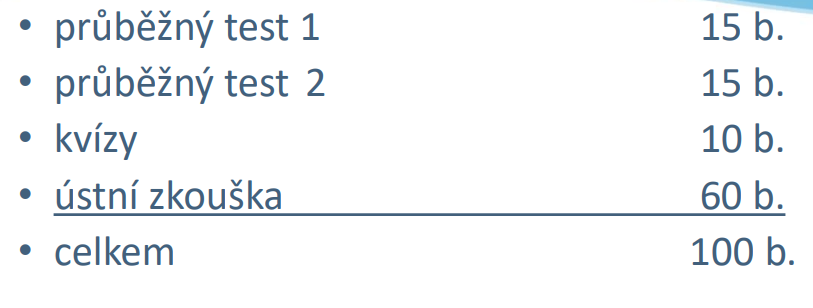 • průběžný test 1 15 b.
• průběžný test 2 15 b.
• kvízy 10 b.
• ústní zkouška 60 b.
• celkem 100 b.